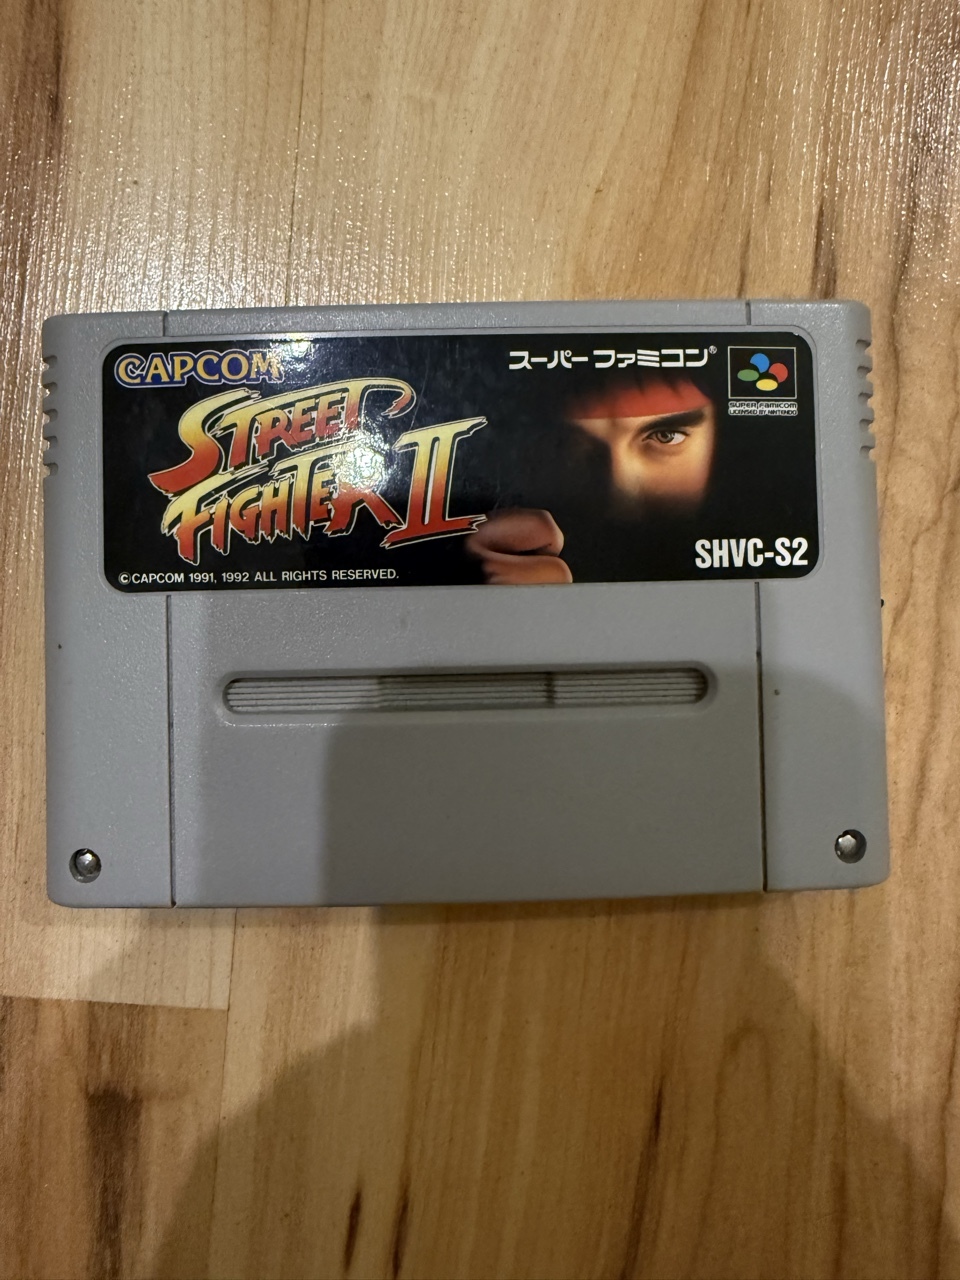 CAPCOM
スーパーファミコン®
STREET
FIGHTER II
SUPER FAMICOM
LICENSED BY NINTENDO
SHVC-S2
©CAPCOM 1991, 1992 ALL RIGHTS RESERVED.